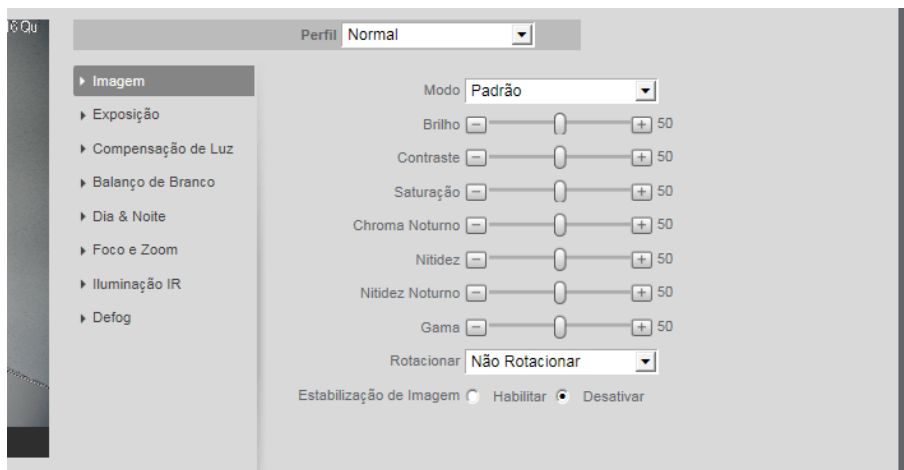 16 Qu
Perfil Normal
Imagem
Exposição
Compensação de Luz
Balanço de Branco
Dia & Noite
Foco e Zoom
Iluminação IR
Defog
Modo Padrão
Brilho 50
Contraste 50
Saturação 50
Chroma Noturno 50
Nitidez 50
Nitidez Noturno 50
Gama 50
Rotacionar Não Rotacionar
Estabilização de Imagem Habilitar Desativar